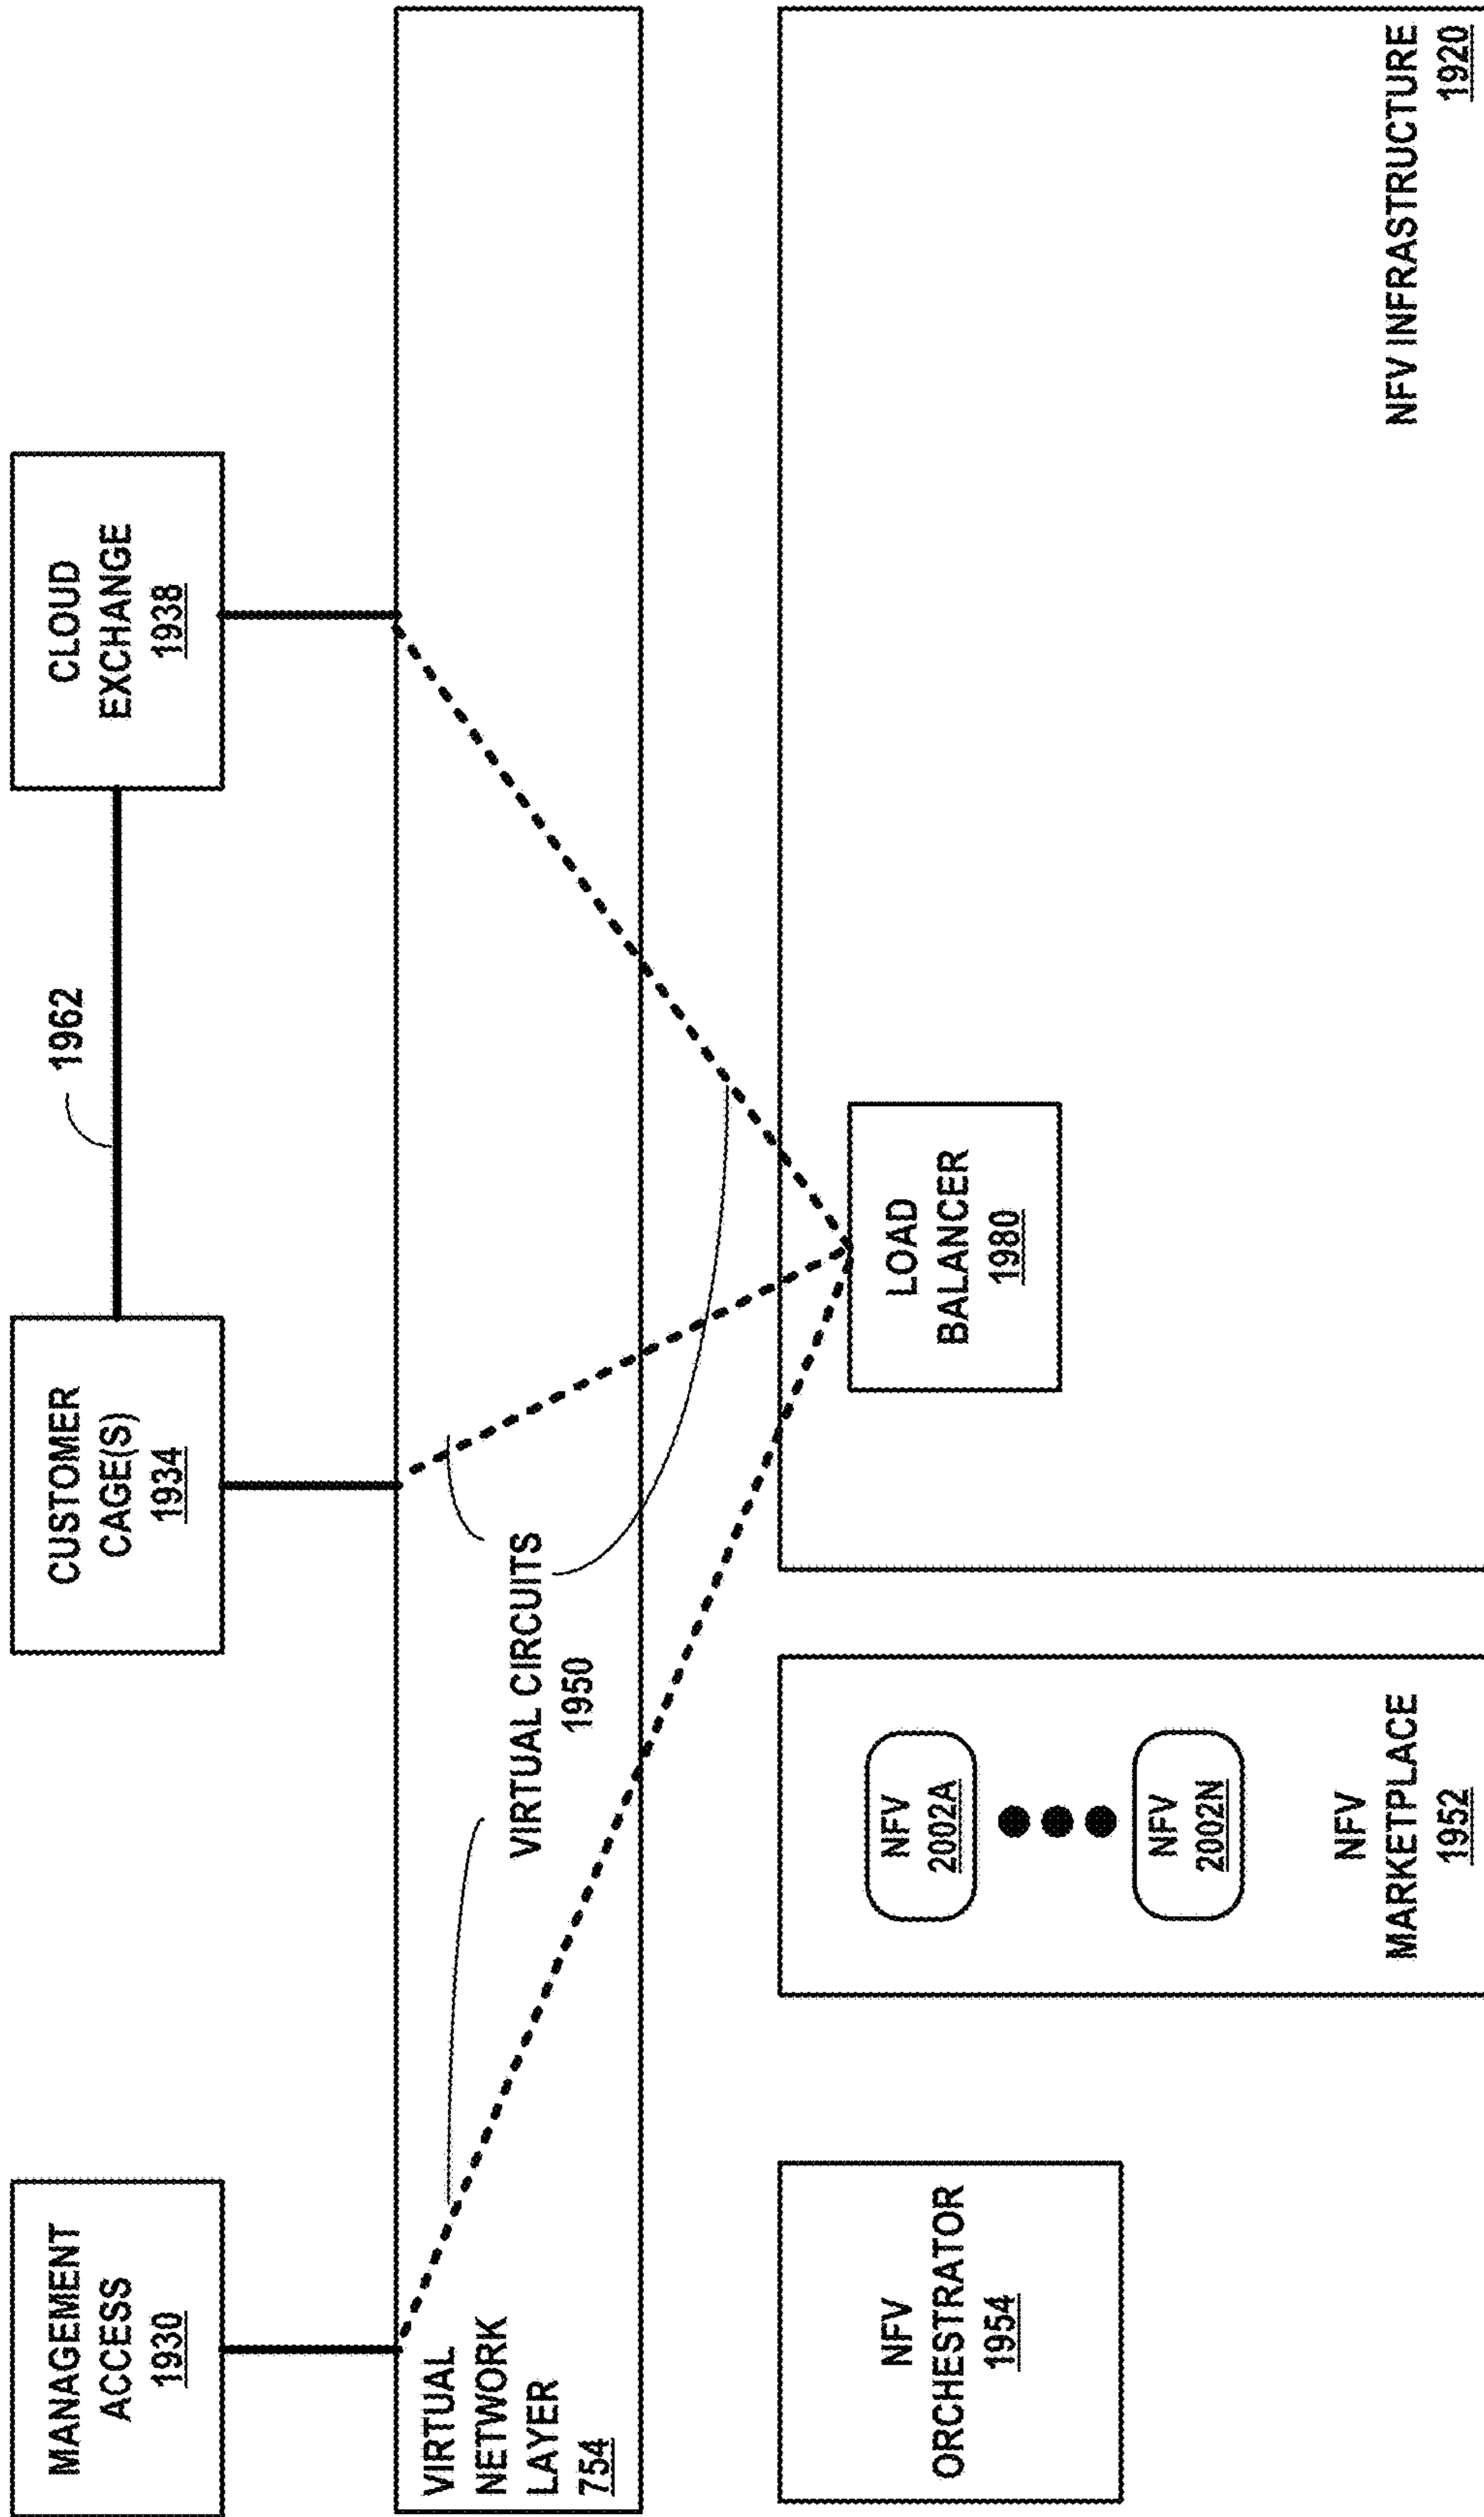 MANAGEMENT
ACCESS
1930
CUSTOMER
CAGE(S)
1934
1962
CLOUD
EXCHANGE
1938
VIRTUAL
NETWORK
LAYER
754
VIRTUAL CIRCUITS
1950
NFV
ORCHESTRATOR
1954
NFV
2002A
NFV
2002N
NFV
MARKETPLACE
1952
LOAD
BALANCER
1980
NFV INFRASTRUCTURE
1920